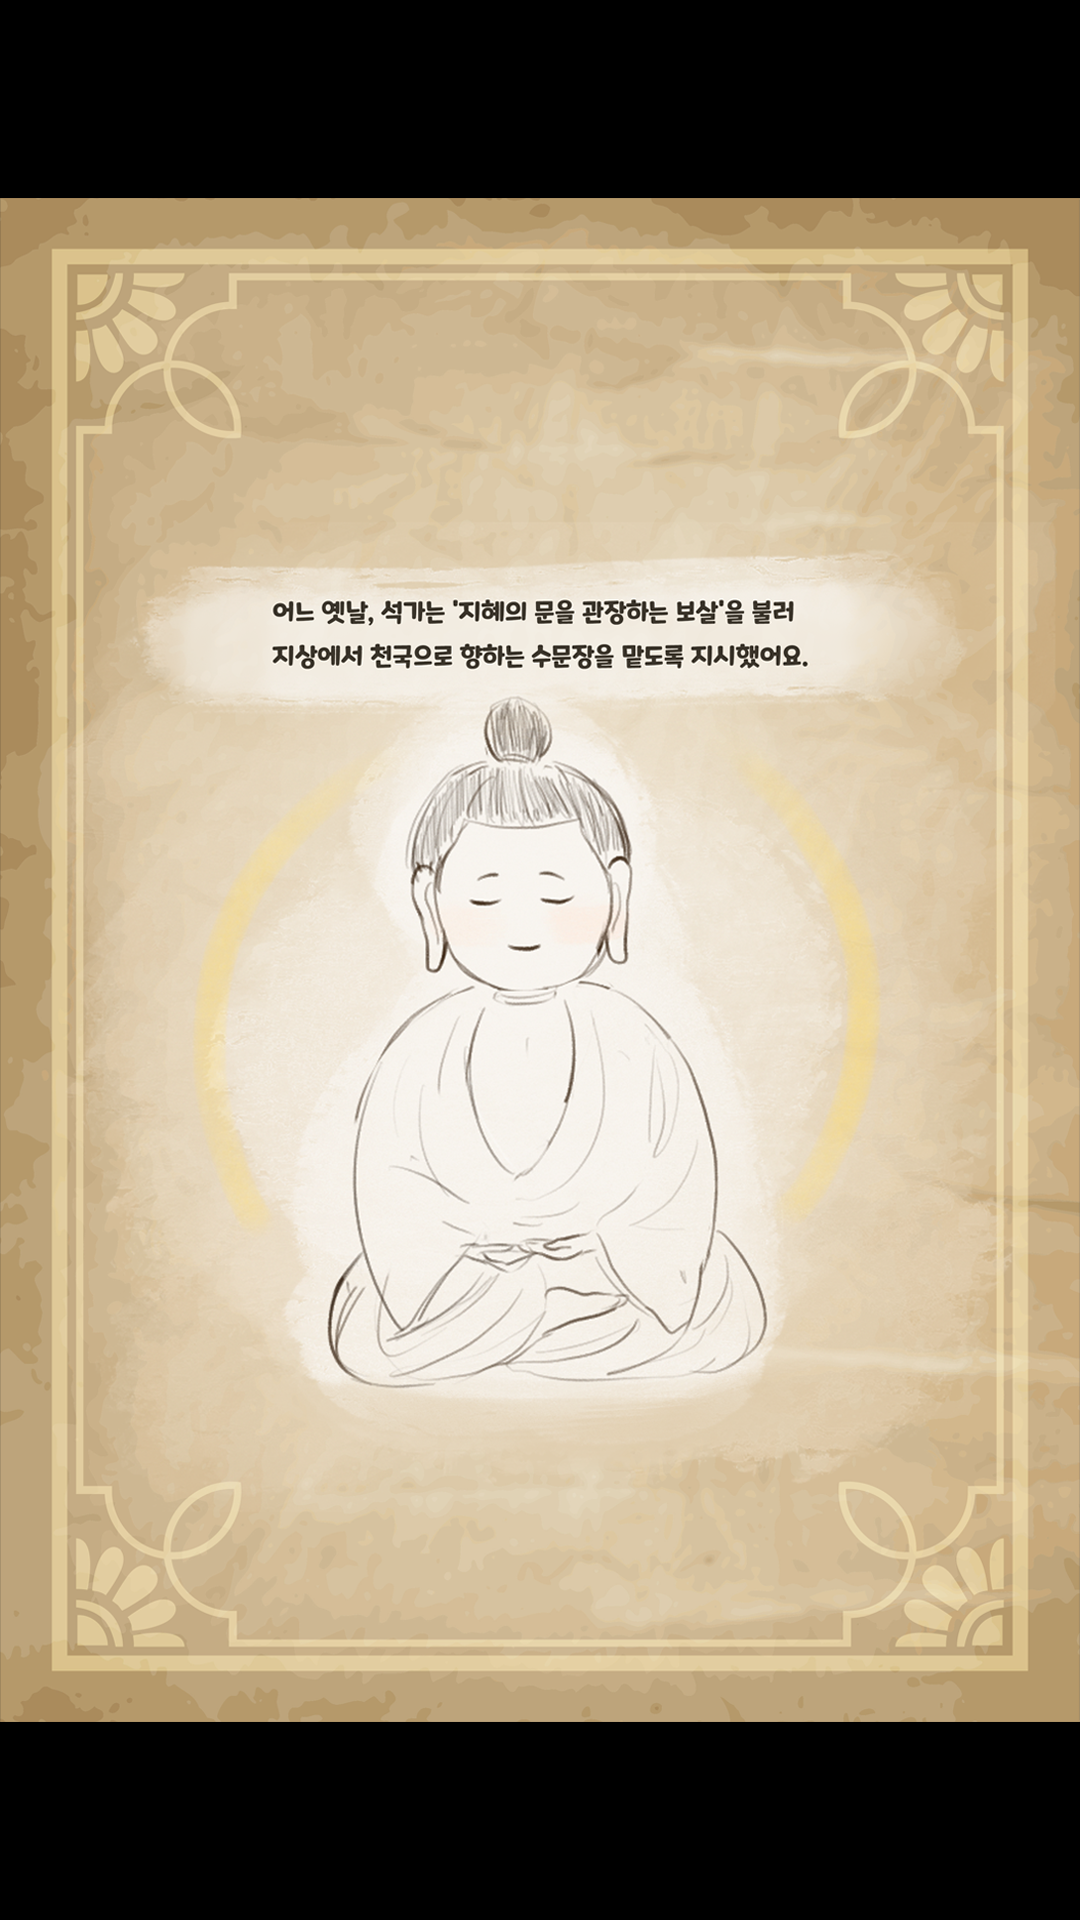 어느 옛날, 석가는 '지혜의 문을 관장하는 보살'을 불러
지상에서 천국으로 향하는 수문장을 맡도록 지시했어요.